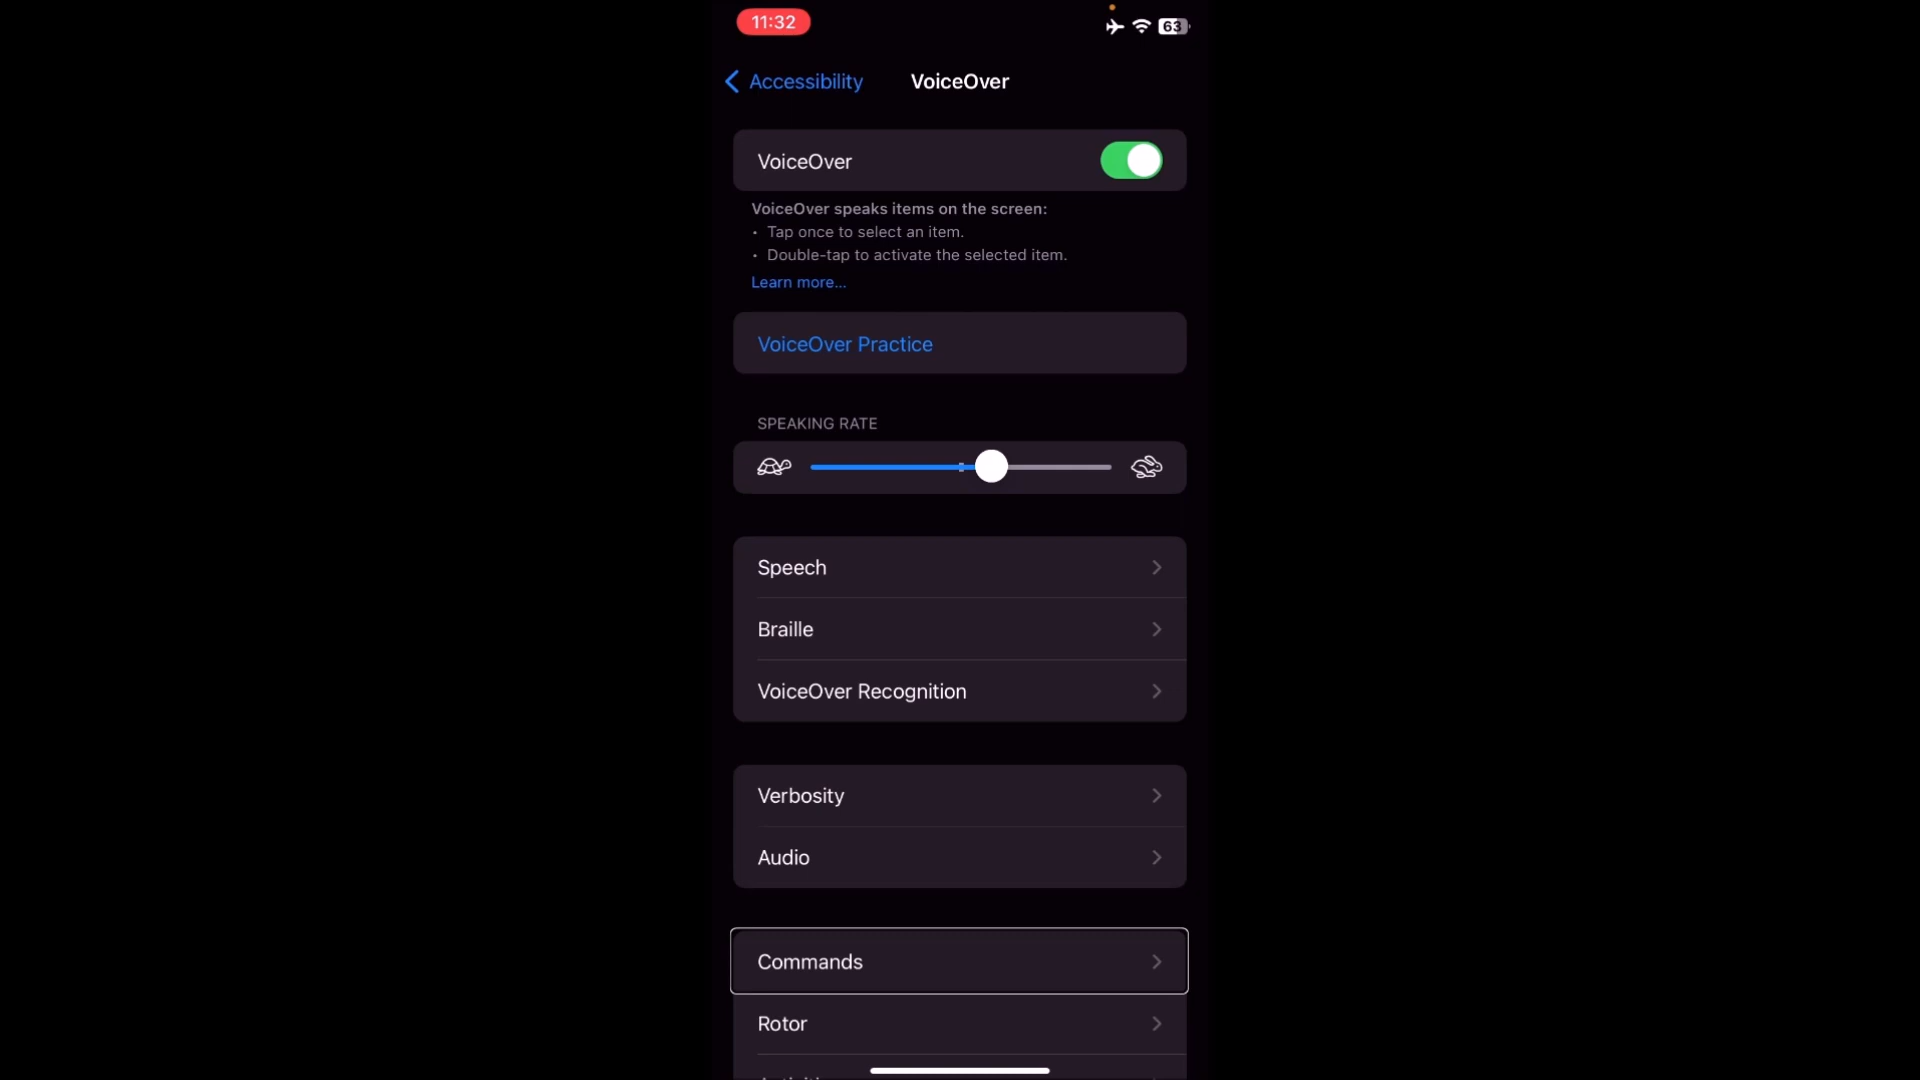 11:32
63
Accessibility
VoiceOver
VoiceOver
VoiceOver speaks items on the screen:
• Tap once to select an item.
• Double-tap to activate the selected item.
Learn more...
VoiceOver Practice
SPEAKING RATE
Speech
Braille
VoiceOver Recognition
Verbosity
Audio
Commands
Rotor